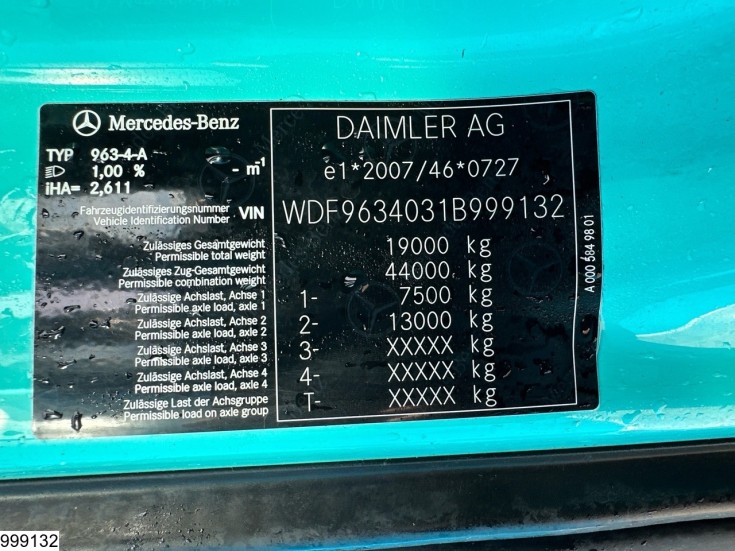 Mercedes-Benz
TYP 963-4-A
1,00 % - m⁻¹
iHA= 2,611
Fahrzeugidentifizierungsnummer
Vehicle Identification Number VIN
DAIMLER AG
e1*2007/46*0727
WDF9634031B999132
Zulässiges Gesamtgewicht
Permissible total weight
19000 kg
Zulässiges Zug-Gesamtgewicht
Permissible combination weight
44000 kg
Zulässige Achslast, Achse 1
Permissible axle load, axle 1
1- 7500 kg
Zulässige Achslast, Achse 2
Permissible axle load, axle 2
2- 13000 kg
Zulässige Achslast, Achse 3
Permissible axle load, axle 3
3- XXXXX kg
Zulässige Achslast, Achse 4
Permissible axle load, axle 4
4- XXXXX kg
Zulässige Last der Achsgruppe
Permissible load on axle group
T- XXXXX kg
A 000 584 98 01
999132